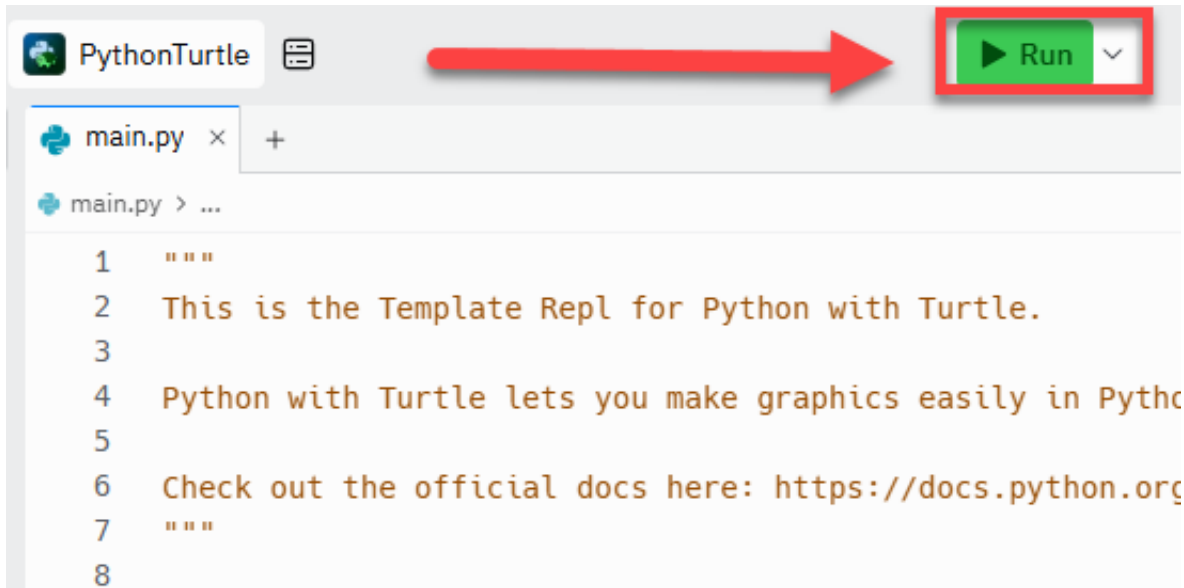 PythonTurtle
Run
main.py
main.py > ...
1 """
2 This is the Template Repl for Python with Turtle.
3
4 Python with Turtle lets you make graphics easily in Pytho
5
6 Check out the official docs here: https://docs.python.org
7 """
8